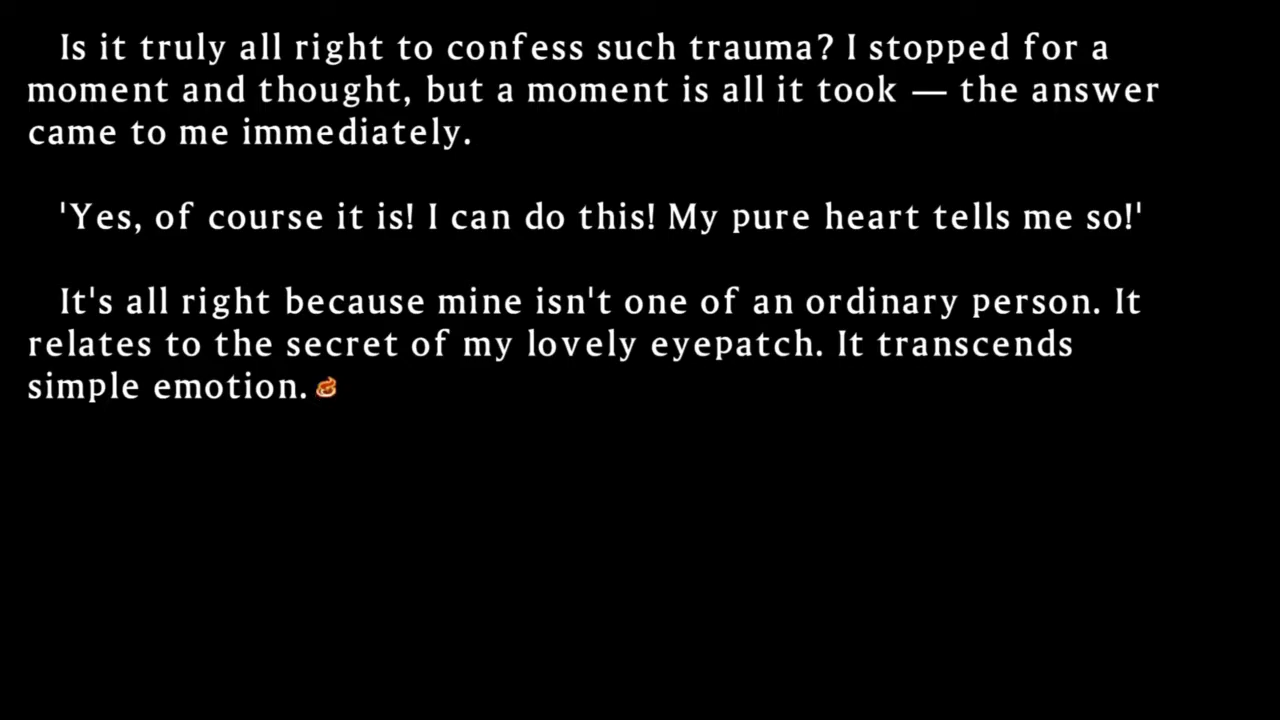 Is it truly all right to confess such trauma? I stopped for a
moment and thought, but a moment is all it took — the answer
came to me immediately.
'Yes, of course it is! I can do this! My pure heart tells me so!'
It's all right because mine isn't one of an ordinary person. It
relates to the secret of my lovely eyepatch. It transcends
simple emotion.